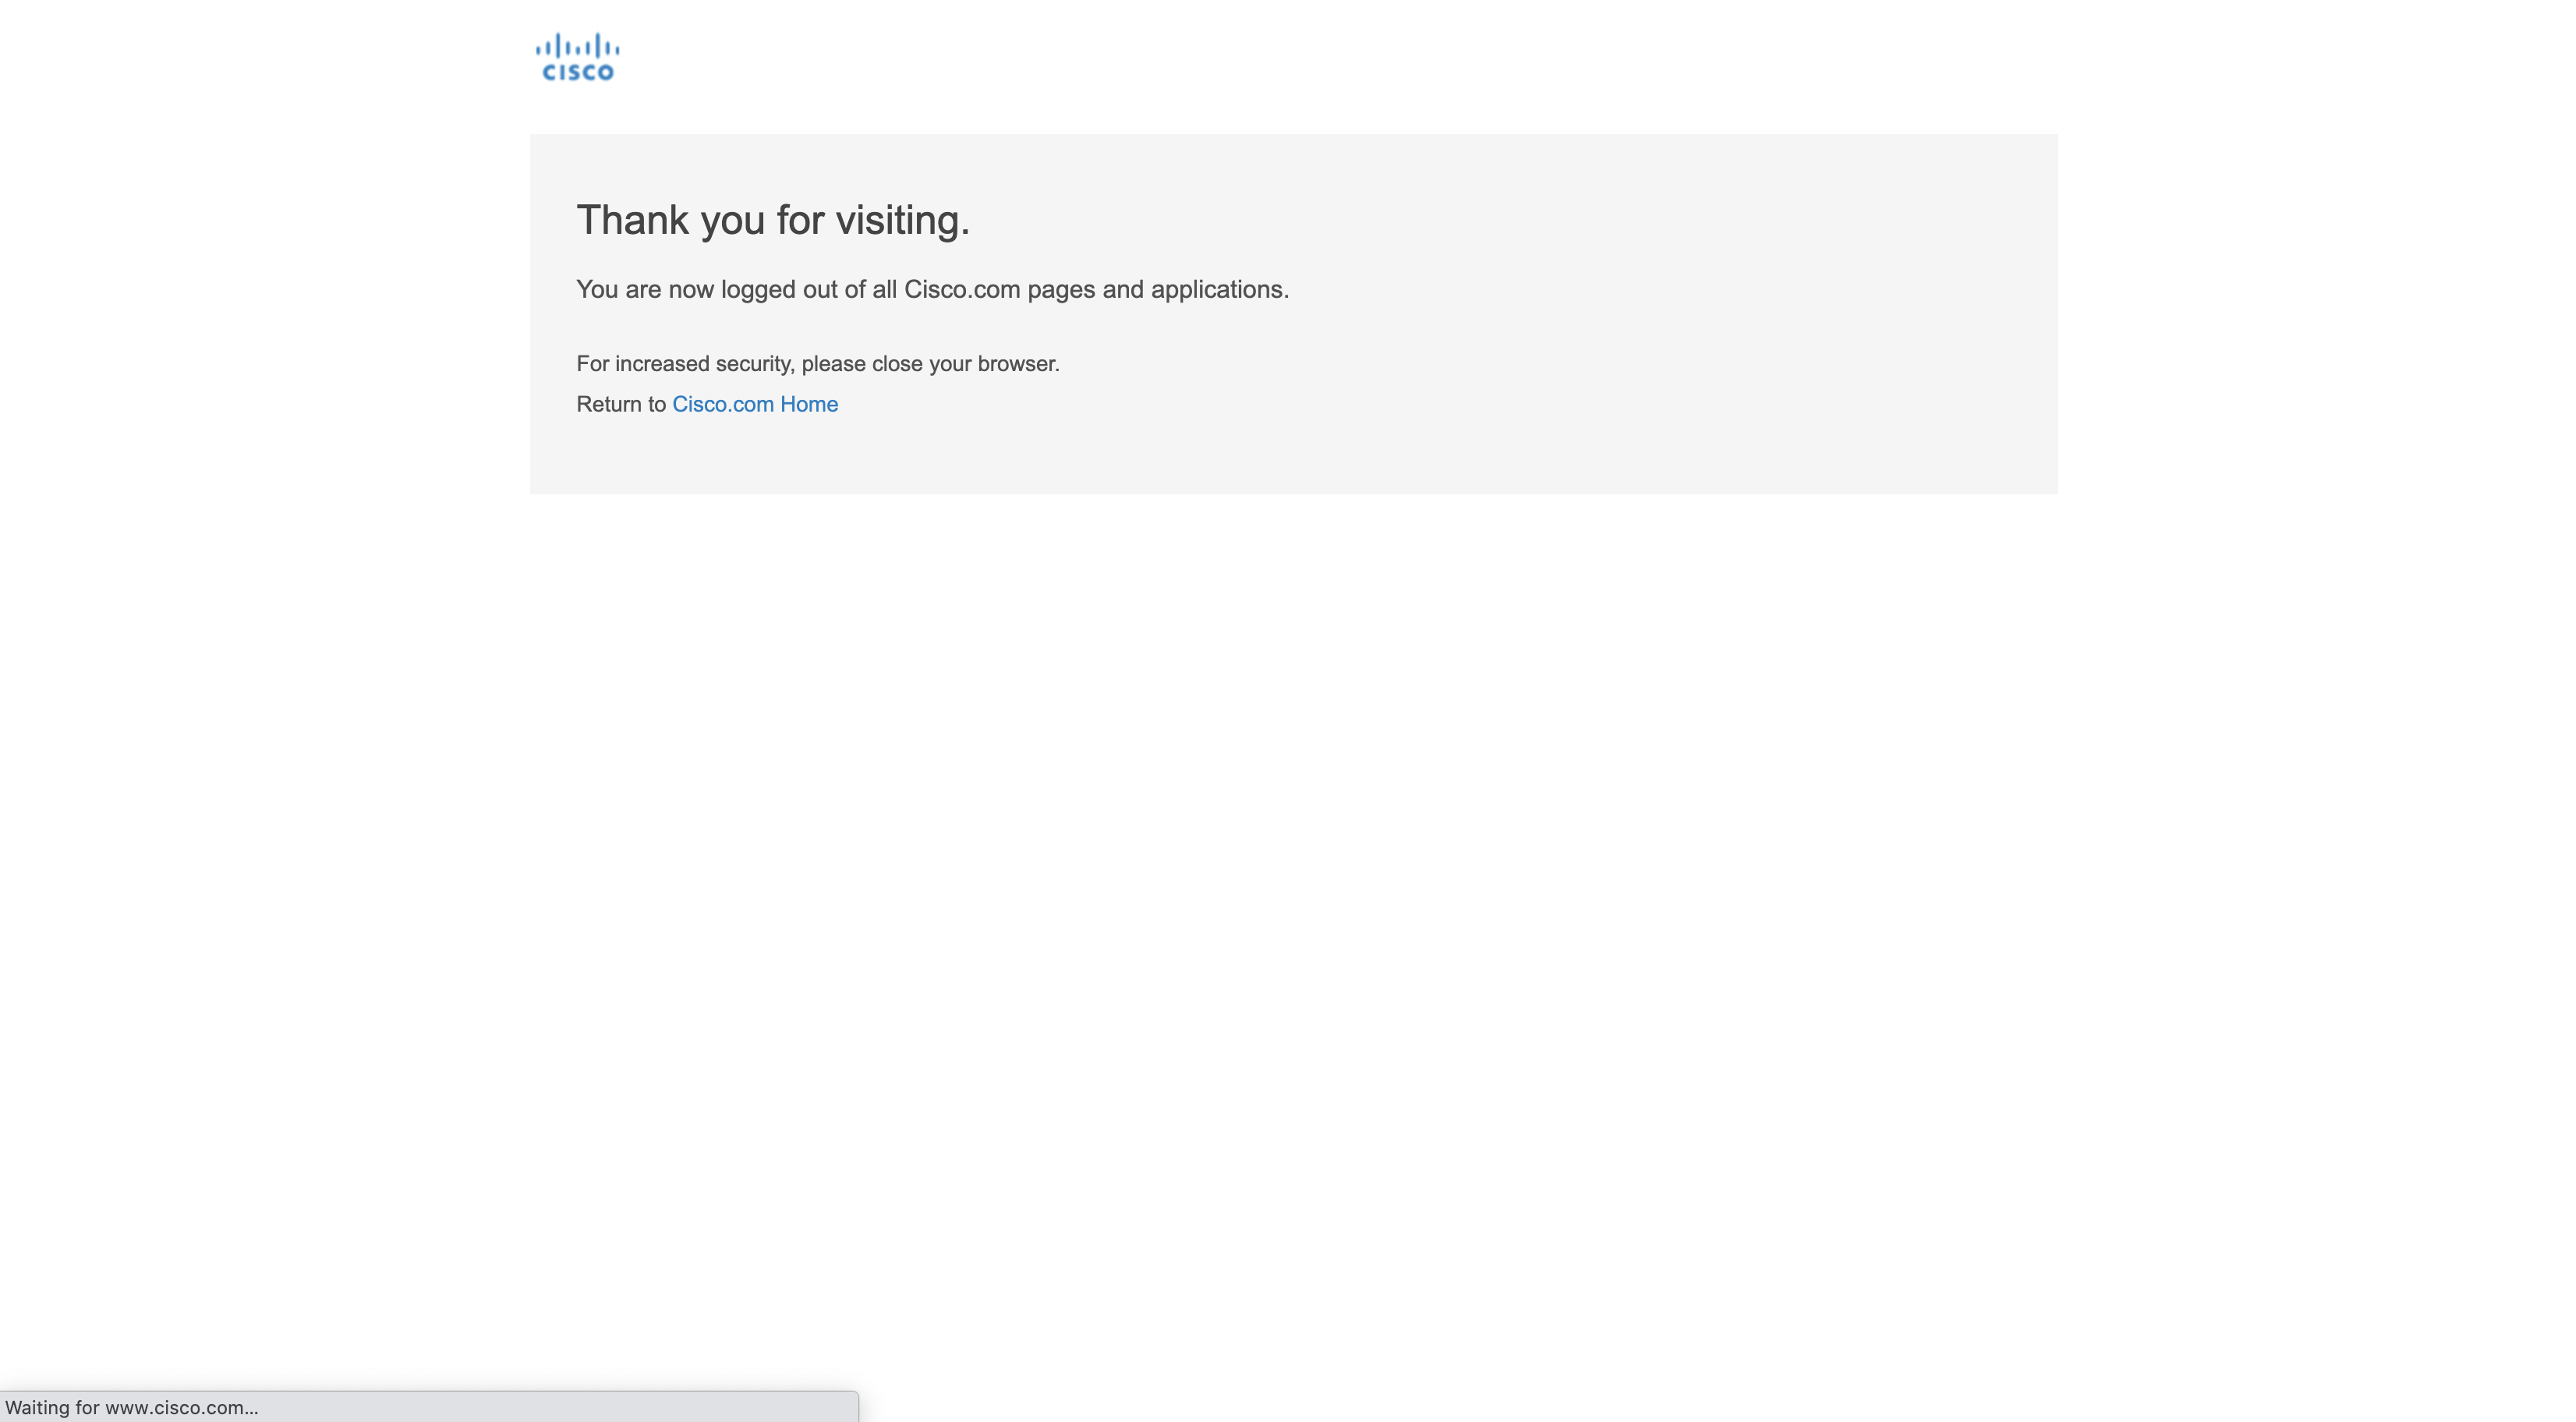 CISCO
Thank you for visiting.
You are now logged out of all Cisco.com pages and applications.
For increased security, please close your browser.
Return to Cisco.com Home
Waiting for www.cisco.com...